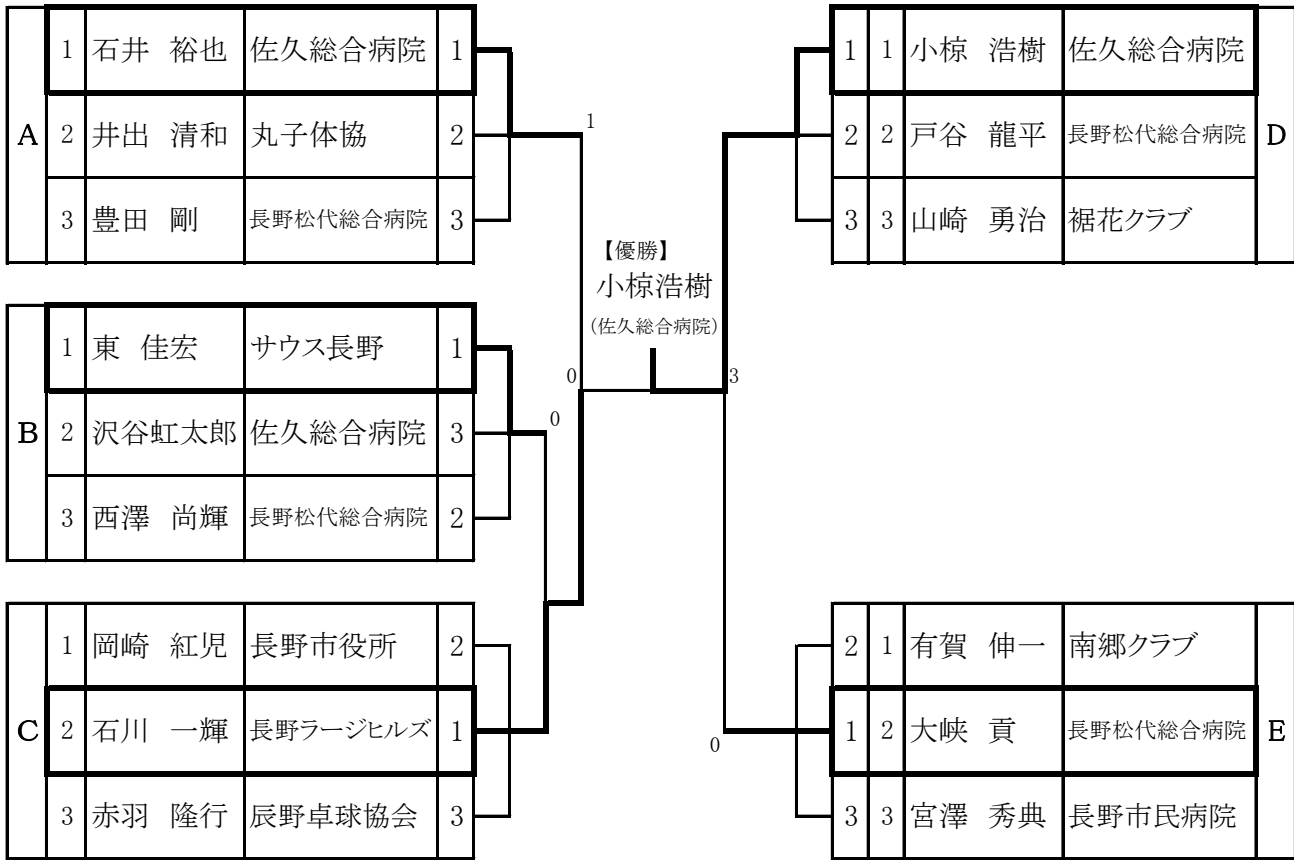 A
1 石井 裕也 佐久総合病院 1
2 井出 清和 丸子体協 2
3 豊田 剛 長野松代総合病院 3
1
B
1 東 佳宏 サウス長野 1
2 沢谷虹太郎 佐久総合病院 3
3 西澤 尚輝 長野松代総合病院 2
0
0
C
1 岡崎 紅児 長野市役所 2
2 石川 一輝 長野ラージヒルズ 1
3 赤羽 隆行 辰野卓球協会 3
【優勝】
小椋浩樹
(佐久総合病院)
3
D
1 1 小椋 浩樹 佐久総合病院
2 2 戸谷 龍平 長野松代総合病院
3 3 山崎 勇治 裾花クラブ
0
E
2 1 有賀 伸一 南郷クラブ
1 2 大峡 貢 長野松代総合病院
3 3 宮澤 秀典 長野市民病院